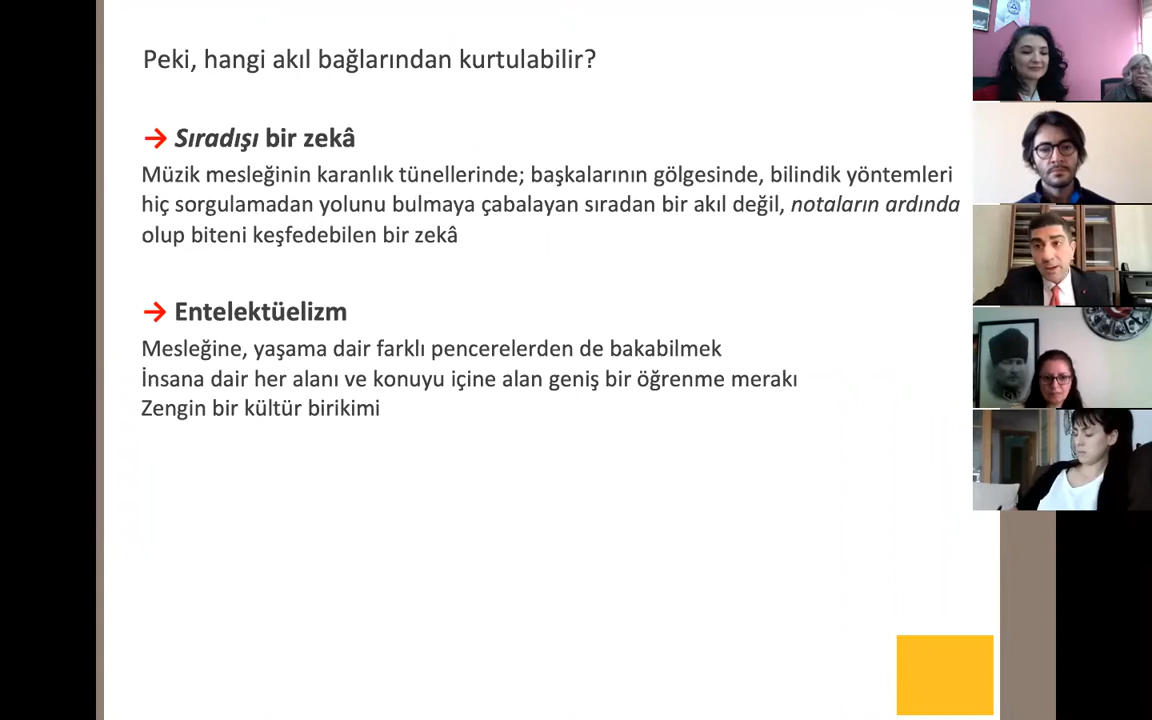 Peki, hangi akıl bağlarından kurtulabilir?
→ Sıradışı bir zekâ
Müzik mesleğinin karanlık tünellerinde; başkalarının gölgesinde, bilindik yöntemleri
hiç sorgulamadan yolunu bulmaya çabalayan sıradan bir akıl değil, notaların ardında
olup biteni keşfedebilen bir zekâ
→ Entelektüelizm
Mesleğine, yaşama dair farklı pencerelerden de bakabilmek
İnsana dair her alanı ve konuyu içine alan geniş bir öğrenme merakı
Zengin bir kültür birikimi